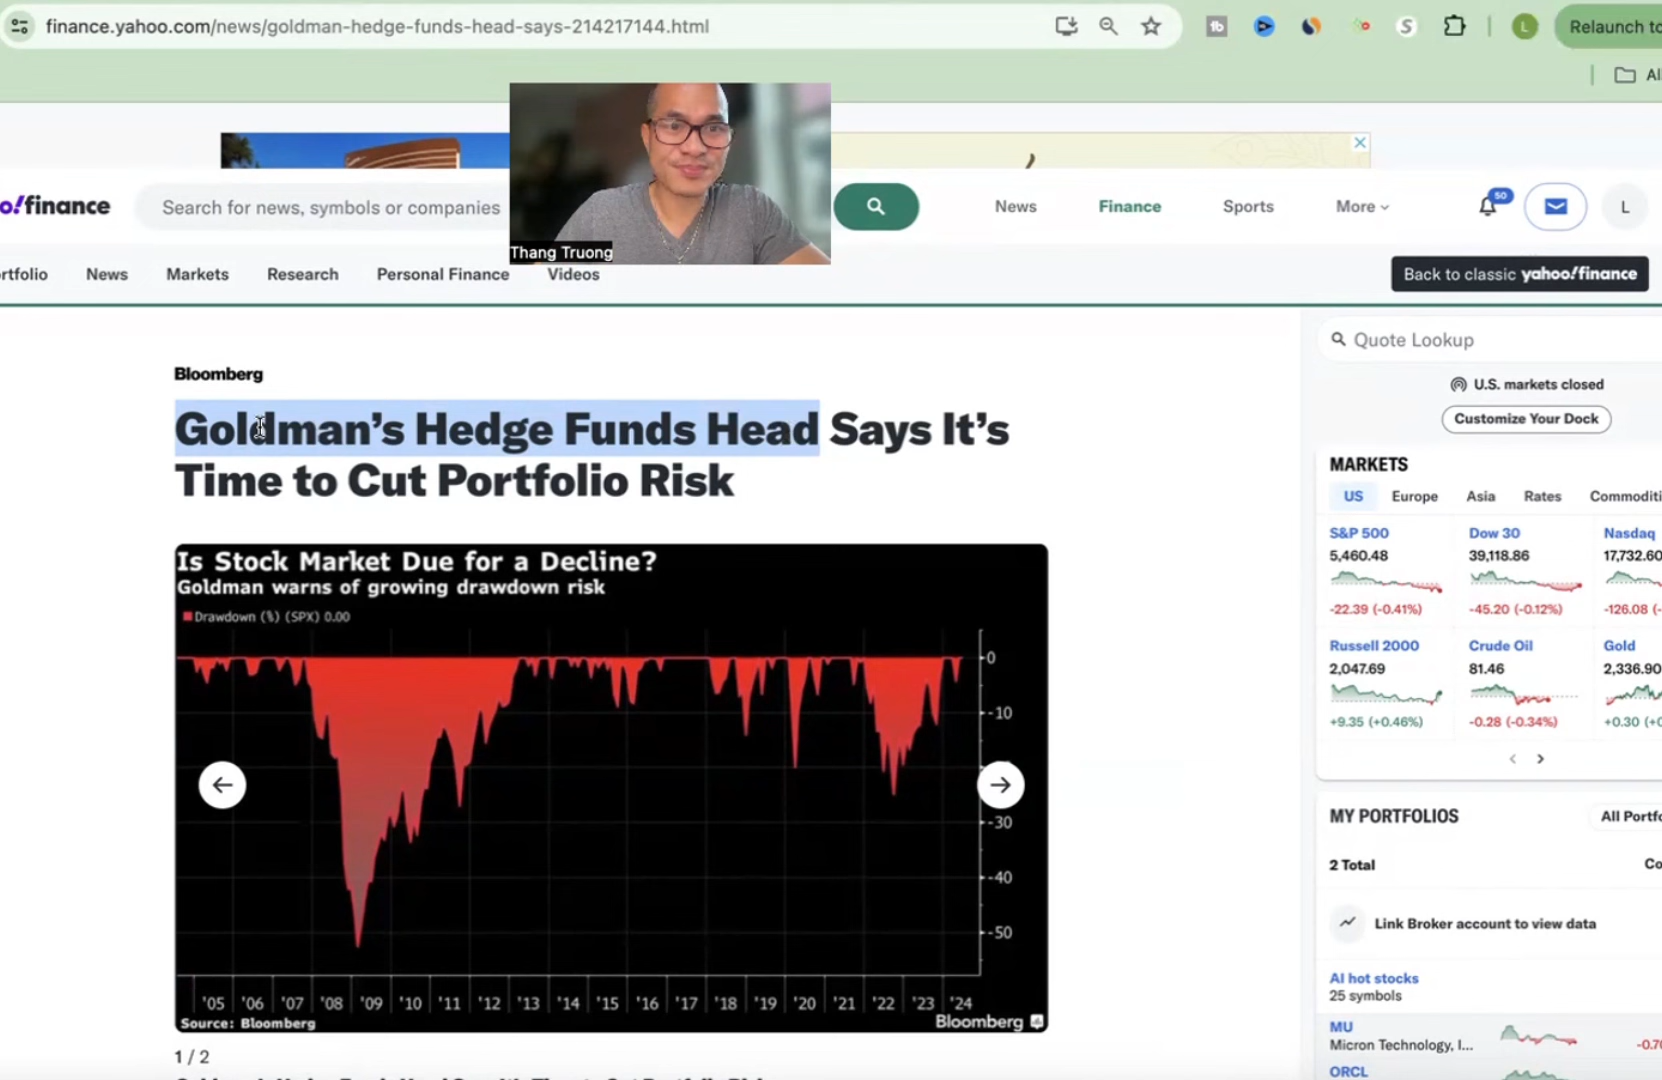 finance.yahoo.com/news/goldman-hedge-funds-head-says-214217144.html
tb
S
L
Relaunch to
All
o!finance
Search for news, symbols or companies
Thang Truong
News
Finance
Sports
More
50
L
rtfolio
News
Markets
Research
Personal Finance
Videos
Back to classic yahoo!finance
Bloomberg
Goldman's Hedge Funds Head Says It's
Time to Cut Portfolio Risk
Is Stock Market Due for a Decline?
Goldman warns of growing drawdown risk
Drawdown (%) (SPX) 0.00
0
-10
-30
-40
-50
'05 '06 '07 '08 '09 '10 '11 '12 '13 '14 '15 '16 '17 '18 '19 '20 '21 '22 '23 '24
Source: Bloomberg
Bloomberg
1 / 2
Quote Lookup
U.S. markets closed
Customize Your Dock
MARKETS
US Europe Asia Rates Commoditi
S&P 500 Dow 30 Nasdaq
5,460.48 39,118.86 17,732.60
-22.39 (-0.41%) -45.20 (-0.12%) -126.08 (-
Russell 2000 Crude Oil Gold
2,047.69 81.46 2,336.90
+9.35 (+0.46%) -0.28 (-0.34%) +0.30 (+0
MY PORTFOLIOS
All Portfo
2 Total
Co
Link Broker account to view data
AI hot stocks
25 symbols
MU
Micron Technology, I...
-0.70
ORCL